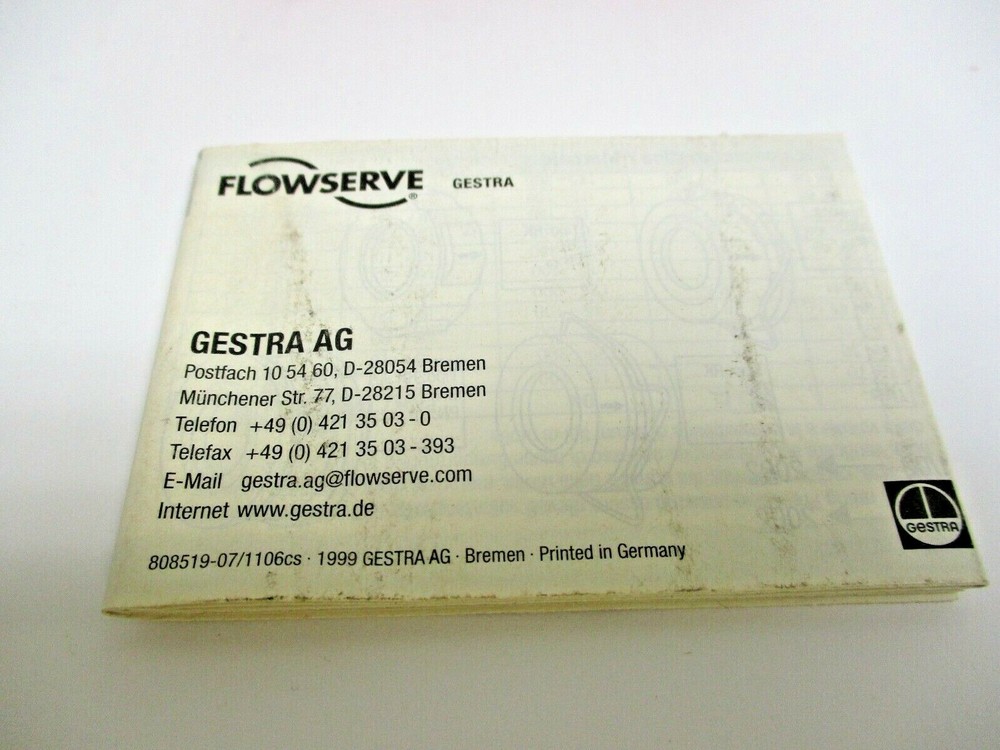 FLOWSERVE® GESTRA
GESTRA AG
Postfach 10 54 60, D-28054 Bremen
Münchener Str. 77, D-28215 Bremen
Telefon +49 (0) 421 35 03 - 0
Telefax +49 (0) 421 35 03 - 393
E-Mail gestra.ag@flowserve.com
Internet www.gestra.de
GESTRA
808519-07/1106cs · 1999 GESTRA AG · Bremen · Printed in Germany